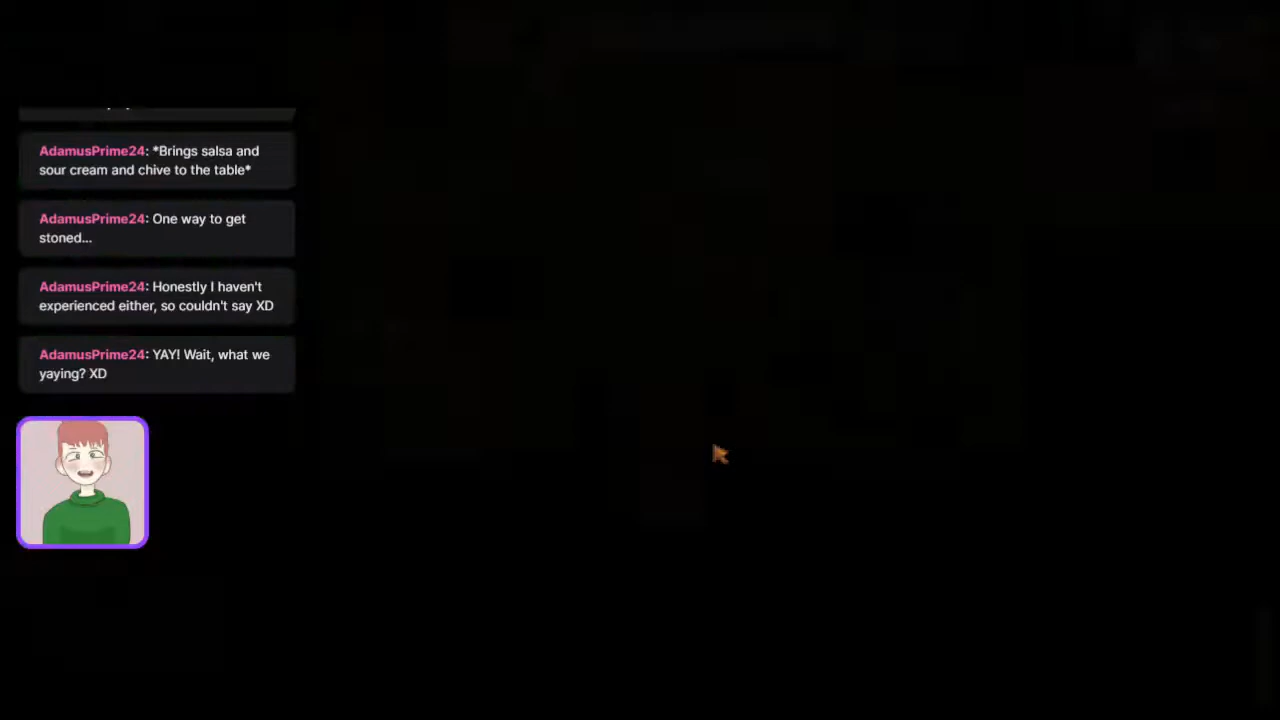 AdamusPrime24: *Brings salsa and
sour cream and chive to the table*
AdamusPrime24: One way to get
stoned...
AdamusPrime24: Honestly I haven't
experienced either, so couldn't say XD
AdamusPrime24: YAY! Wait, what we
yaying? XD